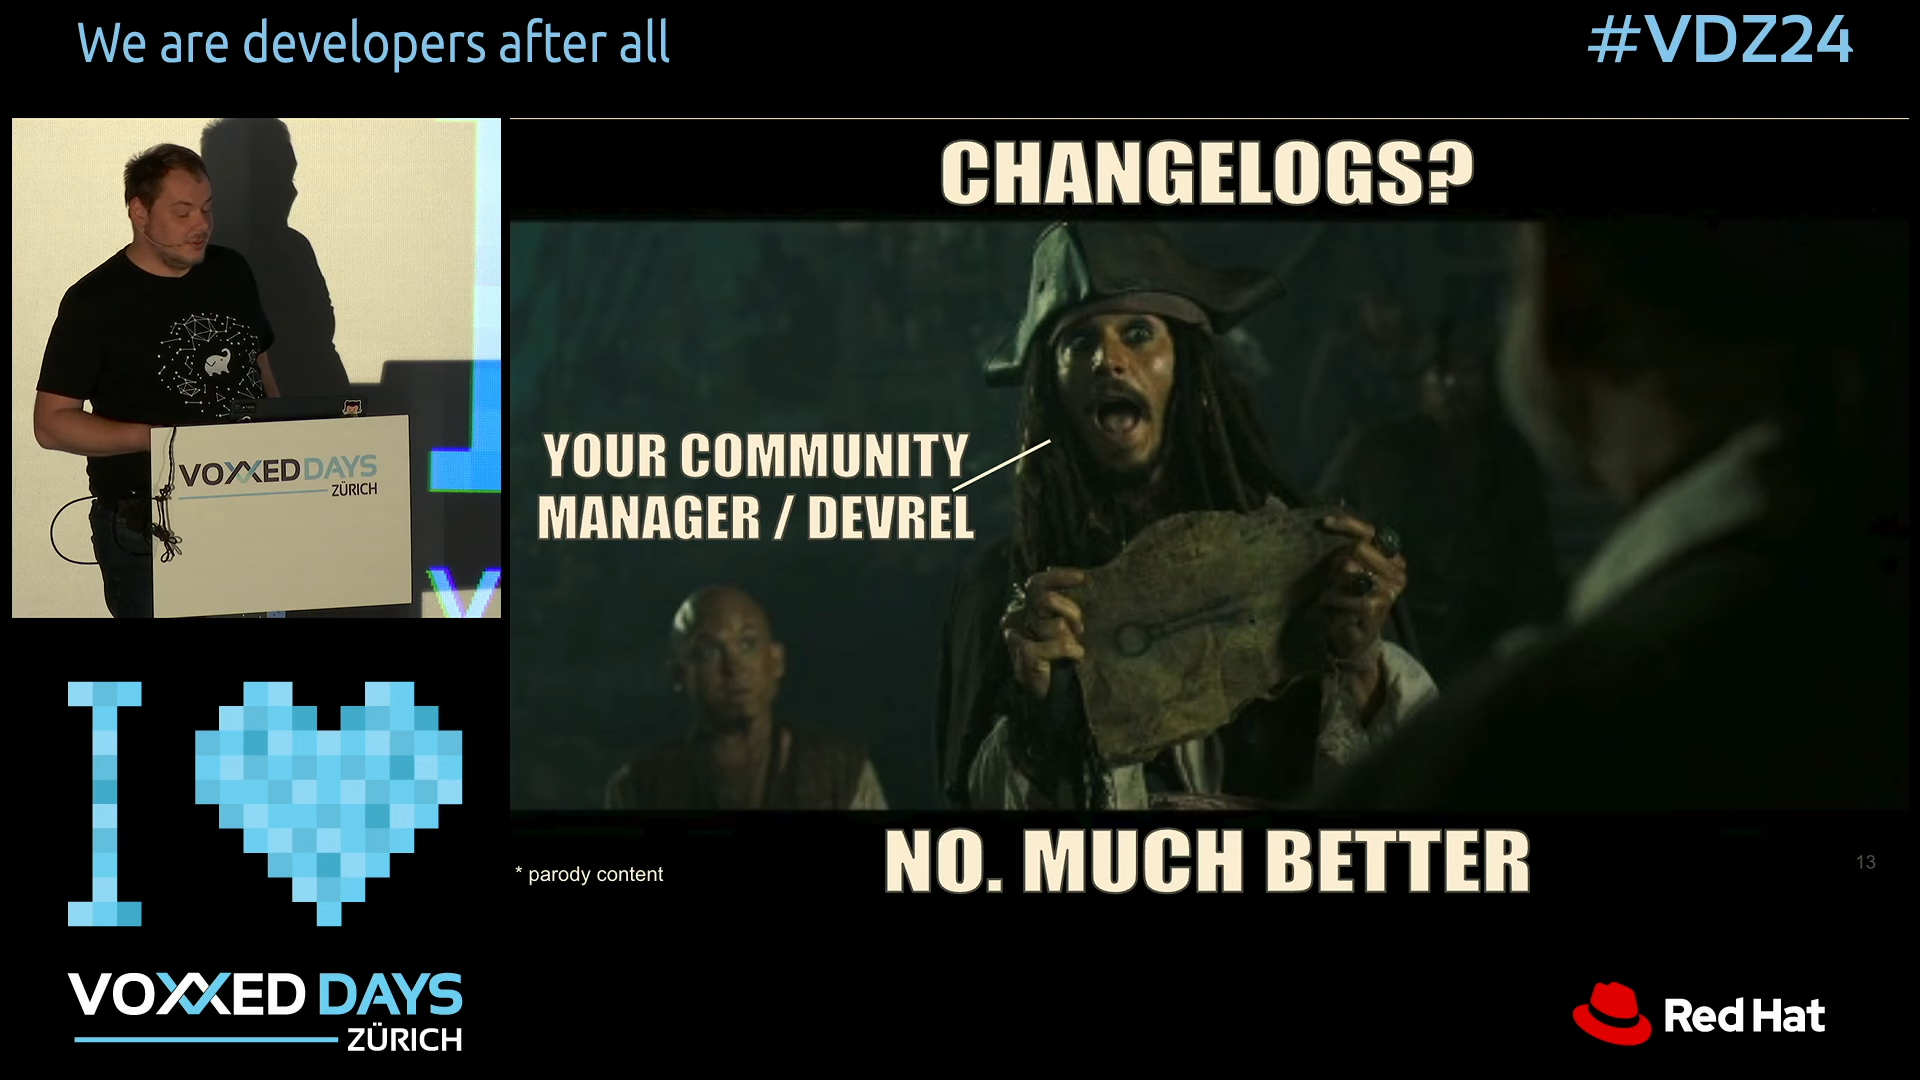 We are developers after all
#VDZ24
CHANGELOGS?
YOUR COMMUNITY
MANAGER / DEVREL
NO. MUCH BETTER
* parody content
13
VOXXED DAYS
ZÜRICH
I
VOXXED DAYS
ZÜRICH
Red Hat